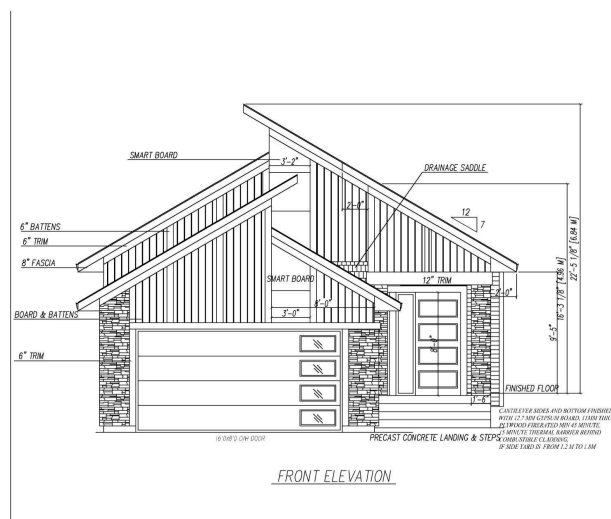 SMART BOARD
3'-2"
DRAINAGE SADDLE
2'-0"
12
7
6" BATTENS
6" TRIM
8" FASCIA
SMART BOARD
12" TRIM
2'-0"
22'-5 1/8" [6.84 M]
16'-3 1/8" [4.96 M]
9'-5"
8'-0"
3'-0"
BOARD & BATTENS
6" TRIM
8'-0"
FINISHED FLOOR
1'-6"
CANTILEVER SIDES AND BOTTOM FINISHED
WITH 12.7 MM GYPSUM BOARD, 11MM THIC
PLYWOOD FIRERATED MIN 45 MINUTE.
15 MINUTE THERMAL BARRIER BEHIND
COMBUSTIBLE CLADDING.
IF SIDE YARD IS FROM 1.2 M TO 1.8M
16'0x8'0 O/H DOOR
PRECAST CONCRETE LANDING & STEPS
FRONT ELEVATION